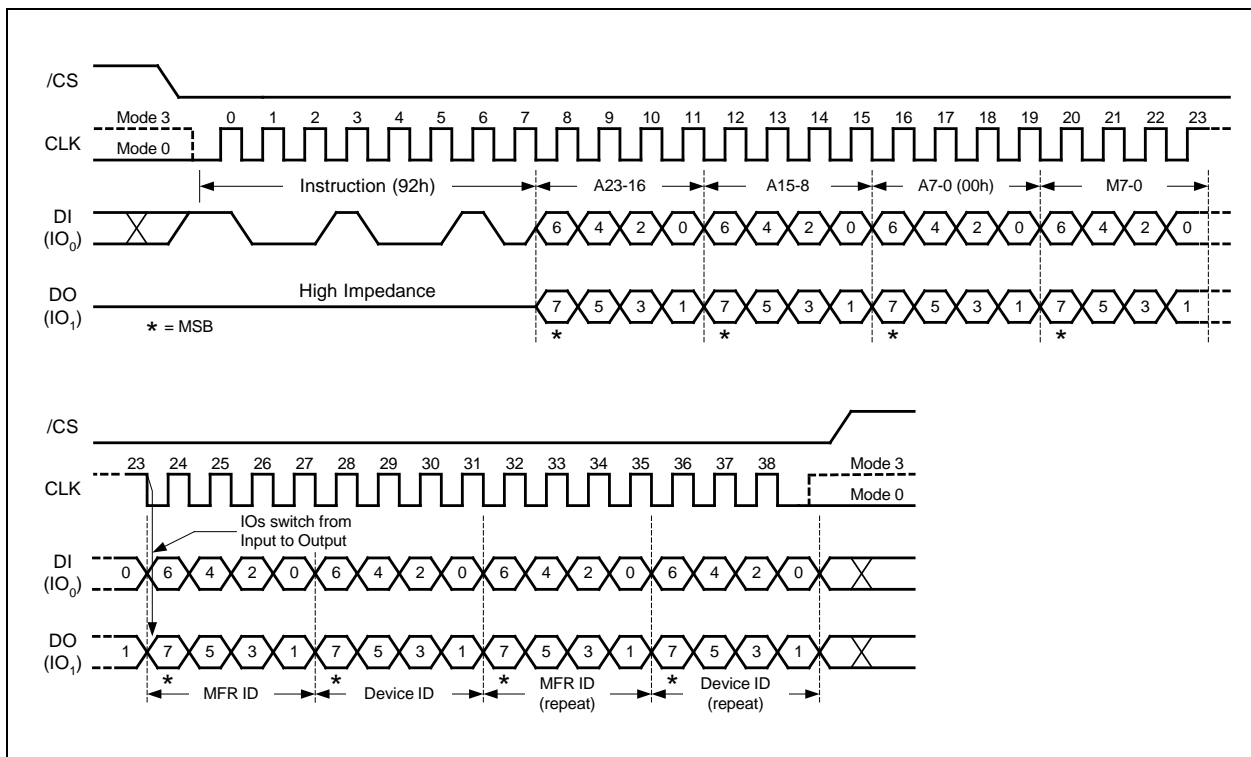 /CS
Mode 3 0 1 2 3 4 5 6 7 8 9 10 11 12 13 14 15 16 17 18 19 20 21 22 23
CLK
Mode 0
Instruction (92h) A23-16 A15-8 A7-0 (00h) M7-0
DI
(IO0)
6 4 2 0 6 4 2 0 6 4 2 0 6 4 2 0
High Impedance
DO
(IO1)
7 5 3 1 7 5 3 1 7 5 3 1 7 5 3 1
* = MSB
* * * *
/CS
23 24 25 26 27 28 29 30 31 32 33 34 35 36 37 38 Mode 3
CLK
Mode 0
IOs switch from
Input to Output
DI
(IO0)
0 6 4 2 0 6 4 2 0 6 4 2 0 6 4 2 0
DO
(IO1)
1 7 5 3 1 7 5 3 1 7 5 3 1 7 5 3 1
* * * *
MFR ID Device ID MFR ID
(repeat) Device ID
(repeat)